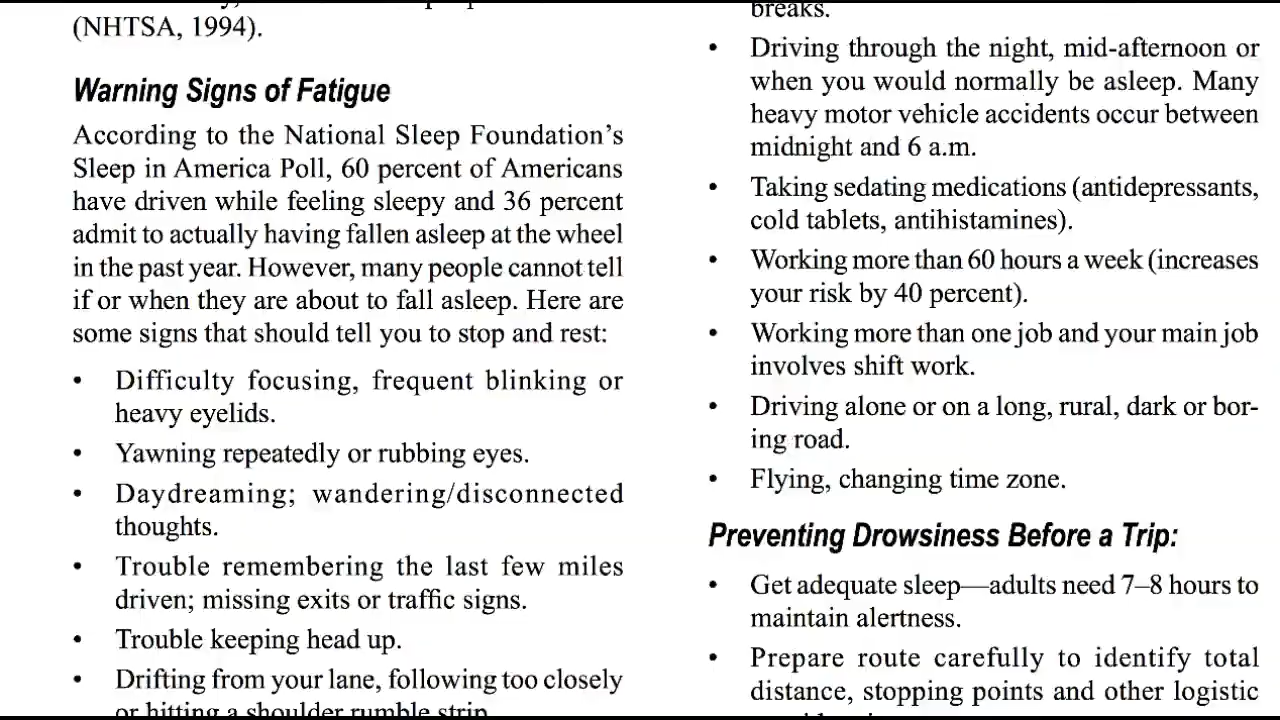 (NHTSA, 1994).
Warning Signs of Fatigue
According to the National Sleep Foundation’s
Sleep in America Poll, 60 percent of Americans
have driven while feeling sleepy and 36 percent
admit to actually having fallen asleep at the wheel
in the past year. However, many people cannot tell
if or when they are about to fall asleep. Here are
some signs that should tell you to stop and rest:
• Difficulty focusing, frequent blinking or
heavy eyelids.
• Yawning repeatedly or rubbing eyes.
• Daydreaming; wandering/disconnected
thoughts.
• Trouble remembering the last few miles
driven; missing exits or traffic signs.
• Trouble keeping head up.
• Drifting from your lane, following too closely
or hitting a shoulder rumble strip.
breaks.
• Driving through the night, mid-afternoon or
when you would normally be asleep. Many
heavy motor vehicle accidents occur between
midnight and 6 a.m.
• Taking sedating medications (antidepressants,
cold tablets, antihistamines).
• Working more than 60 hours a week (increases
your risk by 40 percent).
• Working more than one job and your main job
involves shift work.
• Driving alone or on a long, rural, dark or bor-
ing road.
• Flying, changing time zone.
Preventing Drowsiness Before a Trip:
• Get adequate sleep—adults need 7–8 hours to
maintain alertness.
• Prepare route carefully to identify total
distance, stopping points and other logistic